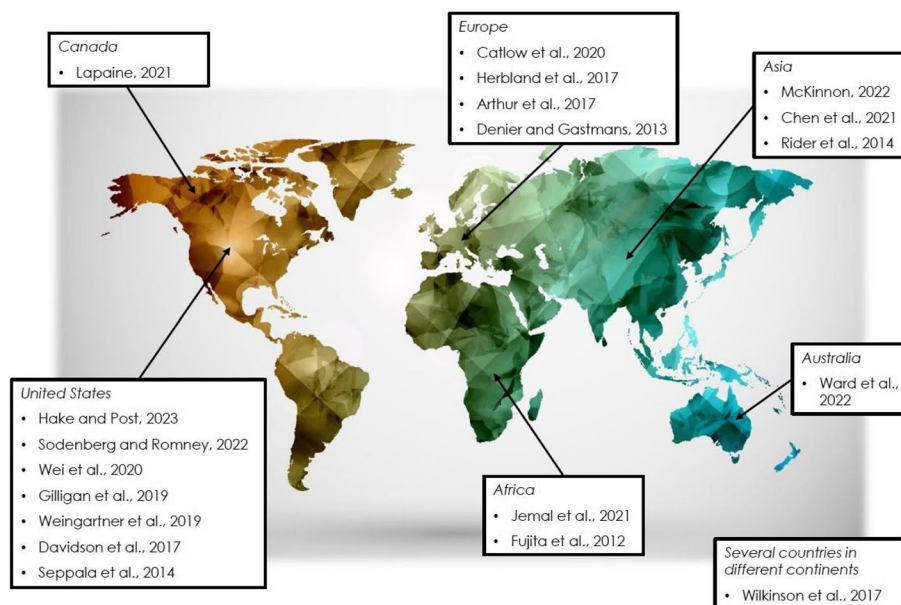 Canada
• Lapaine, 2021
Europe
• Catlow et al., 2020
• Herbland et al., 2017
• Arthur et al., 2017
• Denier and Gastmans, 2013
Asia
• McKinnon, 2022
• Chen et al., 2021
• Rider et al., 2014
United States
• Hake and Post, 2023
• Sodenberg and Romney, 2022
• Wei et al., 2020
• Gilligan et al., 2019
• Weingartner et al., 2019
• Davidson et al., 2017
• Seppala et al., 2014
Africa
• Jemal et al., 2021
• Fujita et al., 2012
Australia
• Ward et al.,
2022
Several countries in
different continents
• Wilkinson et al., 2017